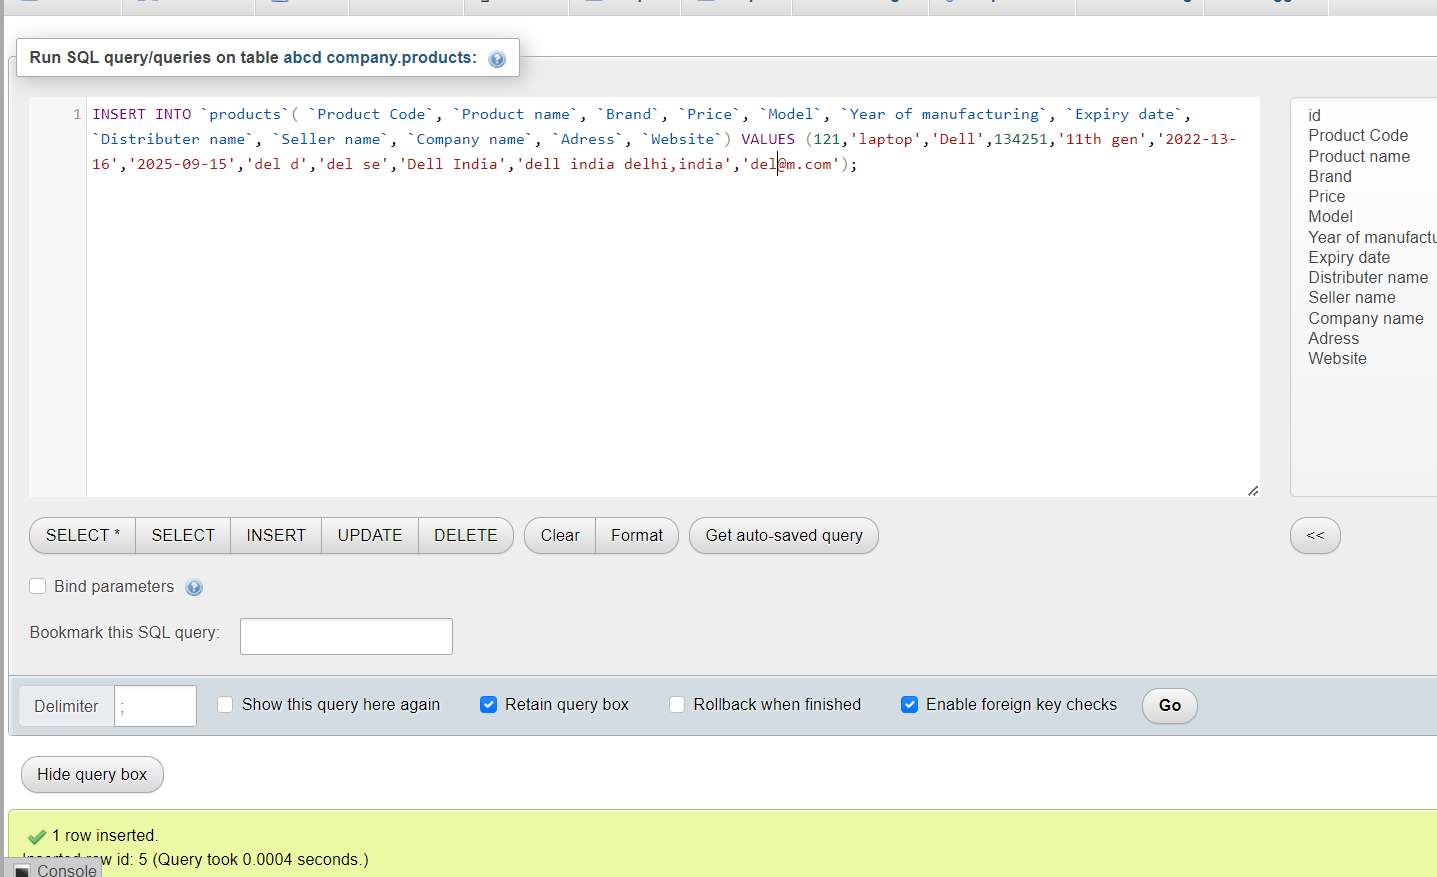 Run SQL query/queries on table abcd company.products:
1 INSERT INTO `products`( `Product Code`, `Product name`, `Brand`, `Price`, `Model`, `Year of manufacturing`, `Expiry date`,
`Distributer name`, `Seller name`, `Company name`, `Adress`, `Website`) VALUES (121,'laptop','Dell',134251,'11th gen','2022-13-
16','2025-09-15','del d','del se','Dell India','dell india delhi,india','del@m.com');
id
Product Code
Product name
Brand
Price
Model
Year of manufactu
Expiry date
Distributer name
Seller name
Company name
Adress
Website
SELECT * SELECT INSERT UPDATE DELETE Clear Format Get auto-saved query <<
Bind parameters
Bookmark this SQL query:
Delimiter ; Show this query here again Retain query box Rollback when finished Enable foreign key checks Go
Hide query box
1 row inserted.
Inserted row id: 5 (Query took 0.0004 seconds.)
Console